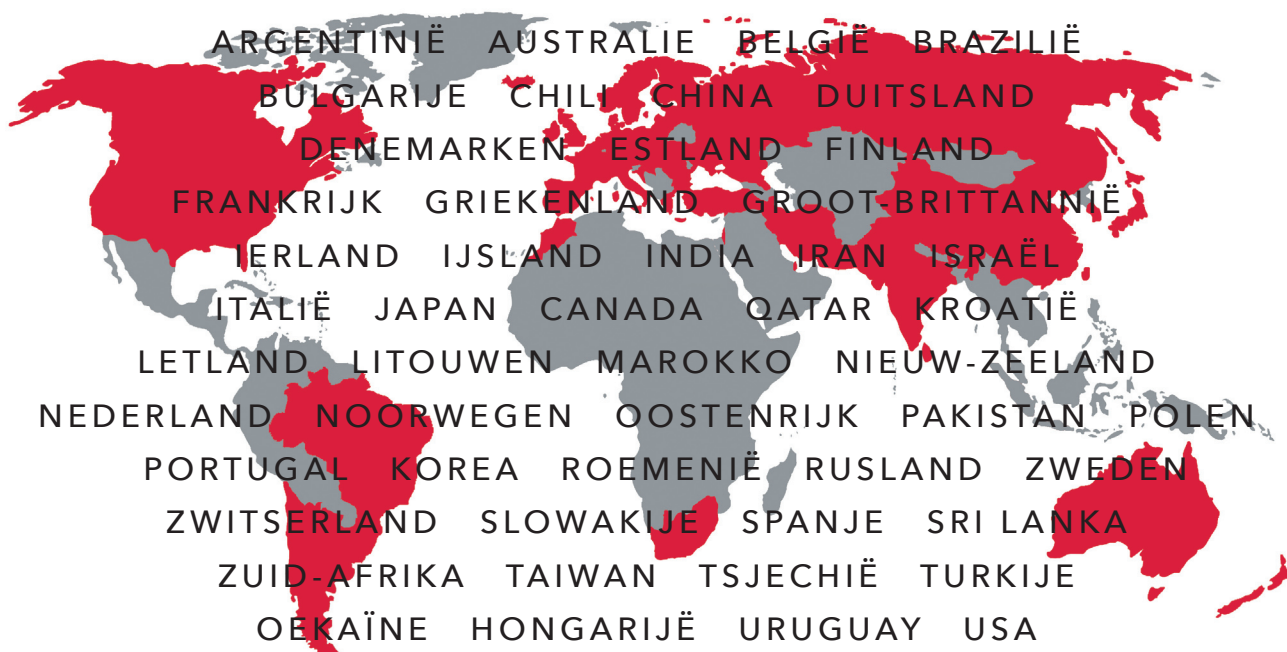 ARGENTINIË AUSTRALIE BELGIË BRAZILIË
BULGARIJE CHILI CHINA DUITSLAND
DENEMARKEN ESTLAND FINLAND
FRANKRIJK GRIEKENLAND GROOT-BRITTANNIË
IERLAND IJSLAND INDIA IRAN ISRAËL
ITALIË JAPAN CANADA QATAR KROATIË
LETLAND LITOUWEN MAROKKO NIEUW-ZEELAND
NEDERLAND NOORWEGEN OOSTENRIJK PAKISTAN POLEN
PORTUGAL KOREA ROEMENIË RUSLAND ZWEDEN
ZWITSERLAND SLOWAKIJE SPANJE SRI LANKA
ZUID-AFRIKA TAIWAN TSJECHIË TURKIJE
OEKAÏNE HONGARIJË URUGUAY USA